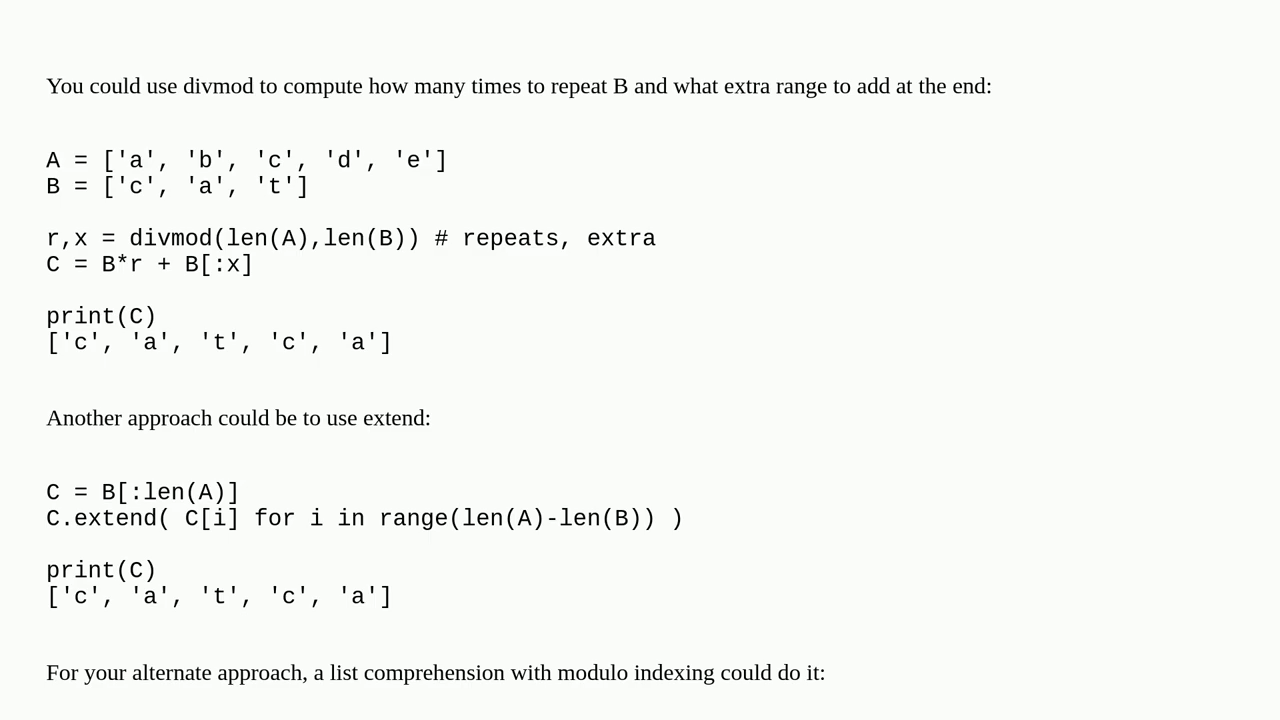 You could use divmod to compute how many times to repeat B and what extra range to add at the end:
A = ['a', 'b', 'c', 'd', 'e']
B = ['c', 'a', 't']
r,x = divmod(len(A),len(B)) # repeats, extra
C = B*r + B[:x]
print(C)
['c', 'a', 't', 'c', 'a']
Another approach could be to use extend:
C = B[:len(A)]
C.extend( C[i] for i in range(len(A)-len(B)) )
print(C)
['c', 'a', 't', 'c', 'a']
For your alternate approach, a list comprehension with modulo indexing could do it: